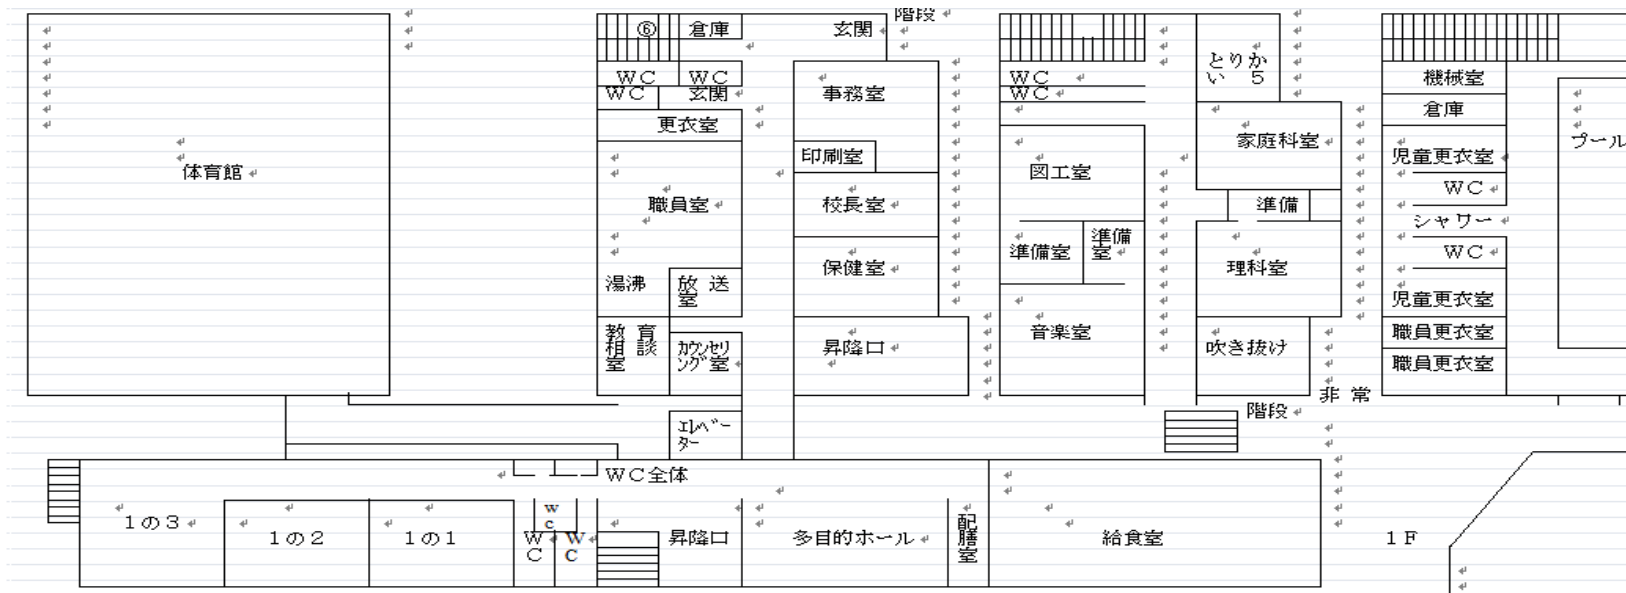 階段
⑥
倉庫
玄関
とりか
い　５
ＷＣ
ＷＣ
ＷＣ
機械室
ＷＣ
玄関
事務室
ＷＣ
倉庫
更衣室
家庭科室
プール
印刷室
児童更衣室
体育館
図工室
ＷＣ
職員室
校長室
準備
シャワー
準備室
準備
室
ＷＣ
保健室
理科室
湯沸
放送
室
児童更衣室
教育
相談
室
ｶｳﾝｾﾘ
ﾝｸﾞ室
昇降口
音楽室
吹き抜け
職員更衣室
職員更衣室
非常
階段
ｴﾚﾍﾞｰ
ﾀｰ
ＷＣ全体
１の３
１の２
１の１
wc
ＷＣ
ＷＣ
昇降口
多目的ホール
配膳室
給食室
１Ｆ